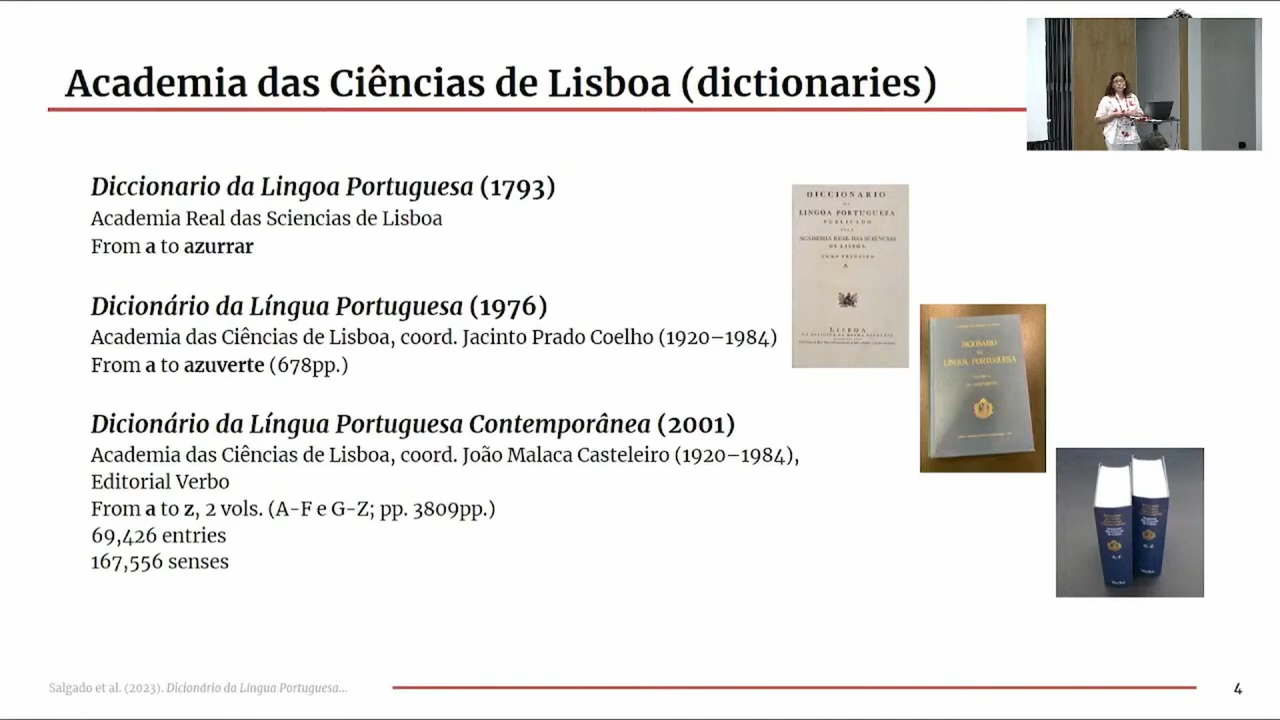 Academia das Ciências de Lisboa (dictionaries)
Diccionario da Lingoa Portuguesa (1793)
Academia Real das Sciencias de Lisboa
From a to azurrar
Dicionário da Língua Portuguesa (1976)
Academia das Ciências de Lisboa, coord. Jacinto Prado Coelho (1920–1984)
From a to azuverte (678pp.)
Dicionário da Língua Portuguesa Contemporânea (2001)
Academia das Ciências de Lisboa, coord. João Malaca Casteleiro (1920–1984),
Editorial Verbo
From a to z, 2 vols. (A-F e G-Z; pp. 3809pp.)
69,426 entries
167,556 senses
DICCIONARIO
LINGOA PORTUGUEZA
PUBLICADO
ACADEMIA REAL DAS SCIENCIAS
DE LISBOA
TOMO PRIMEIRO
A
LISBOA
DICIONÁRIO
LÍNGUA PORTUGUESA
Salgado et al. (2023). Dicionário da Língua Portuguesa...
4